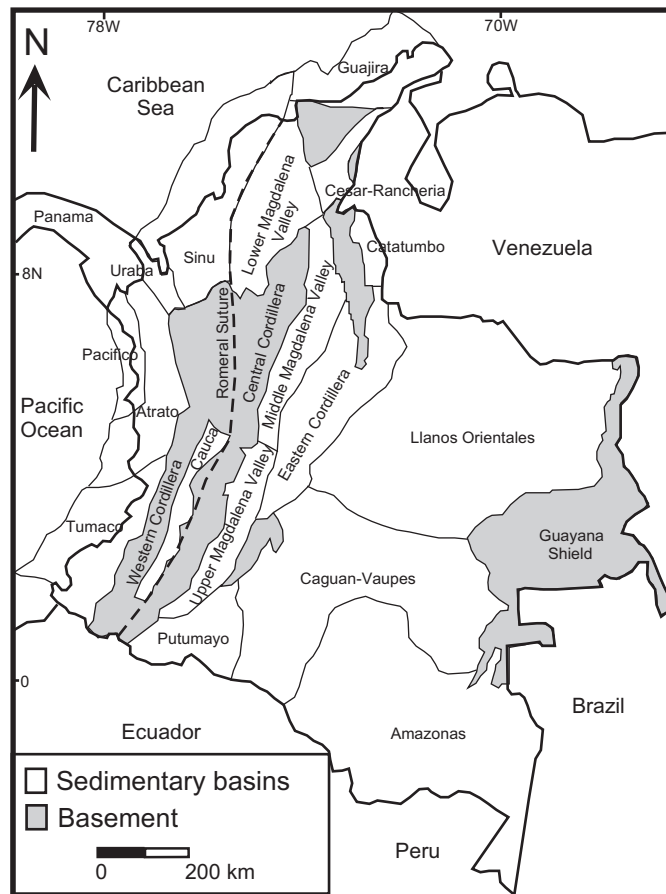 78W
70W
N
Caribbean
Sea
Guajira
Lower Magdalena
Valley
Cesar-Rancheria
Panama
Catatumbo
Venezuela
Sinu
Uraba
8N
Romeral Suture
Central Cordillera
Middle Magdalena Valley
Pacifico
Eastern Cordillera
Pacific
Ocean
Atrato
Llanos Orientales
Cauca
Western Cordillera
Upper Magdalena Valley
Tumaco
Guayana
Shield
Caguan-Vaupes
Putumayo
0
Brazil
Ecuador
Amazonas
Sedimentary basins
Basement
0
200 km
Peru